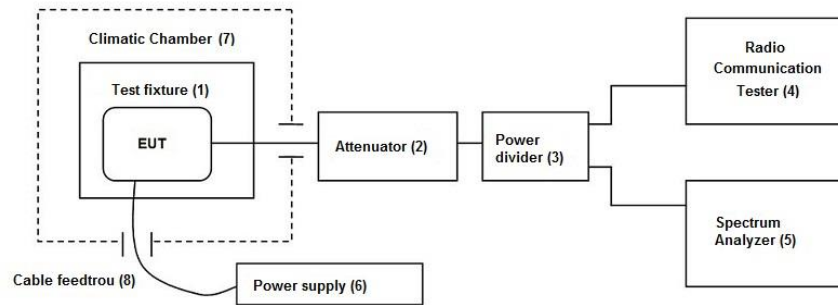 Climatic Chamber (7)
Test fixture (1)
EUT
Attenuator (2)
Power
divider (3)
Radio
Communication
Tester (4)
Spectrum
Analyzer (5)
Cable feedtrou (8)
Power supply (6)